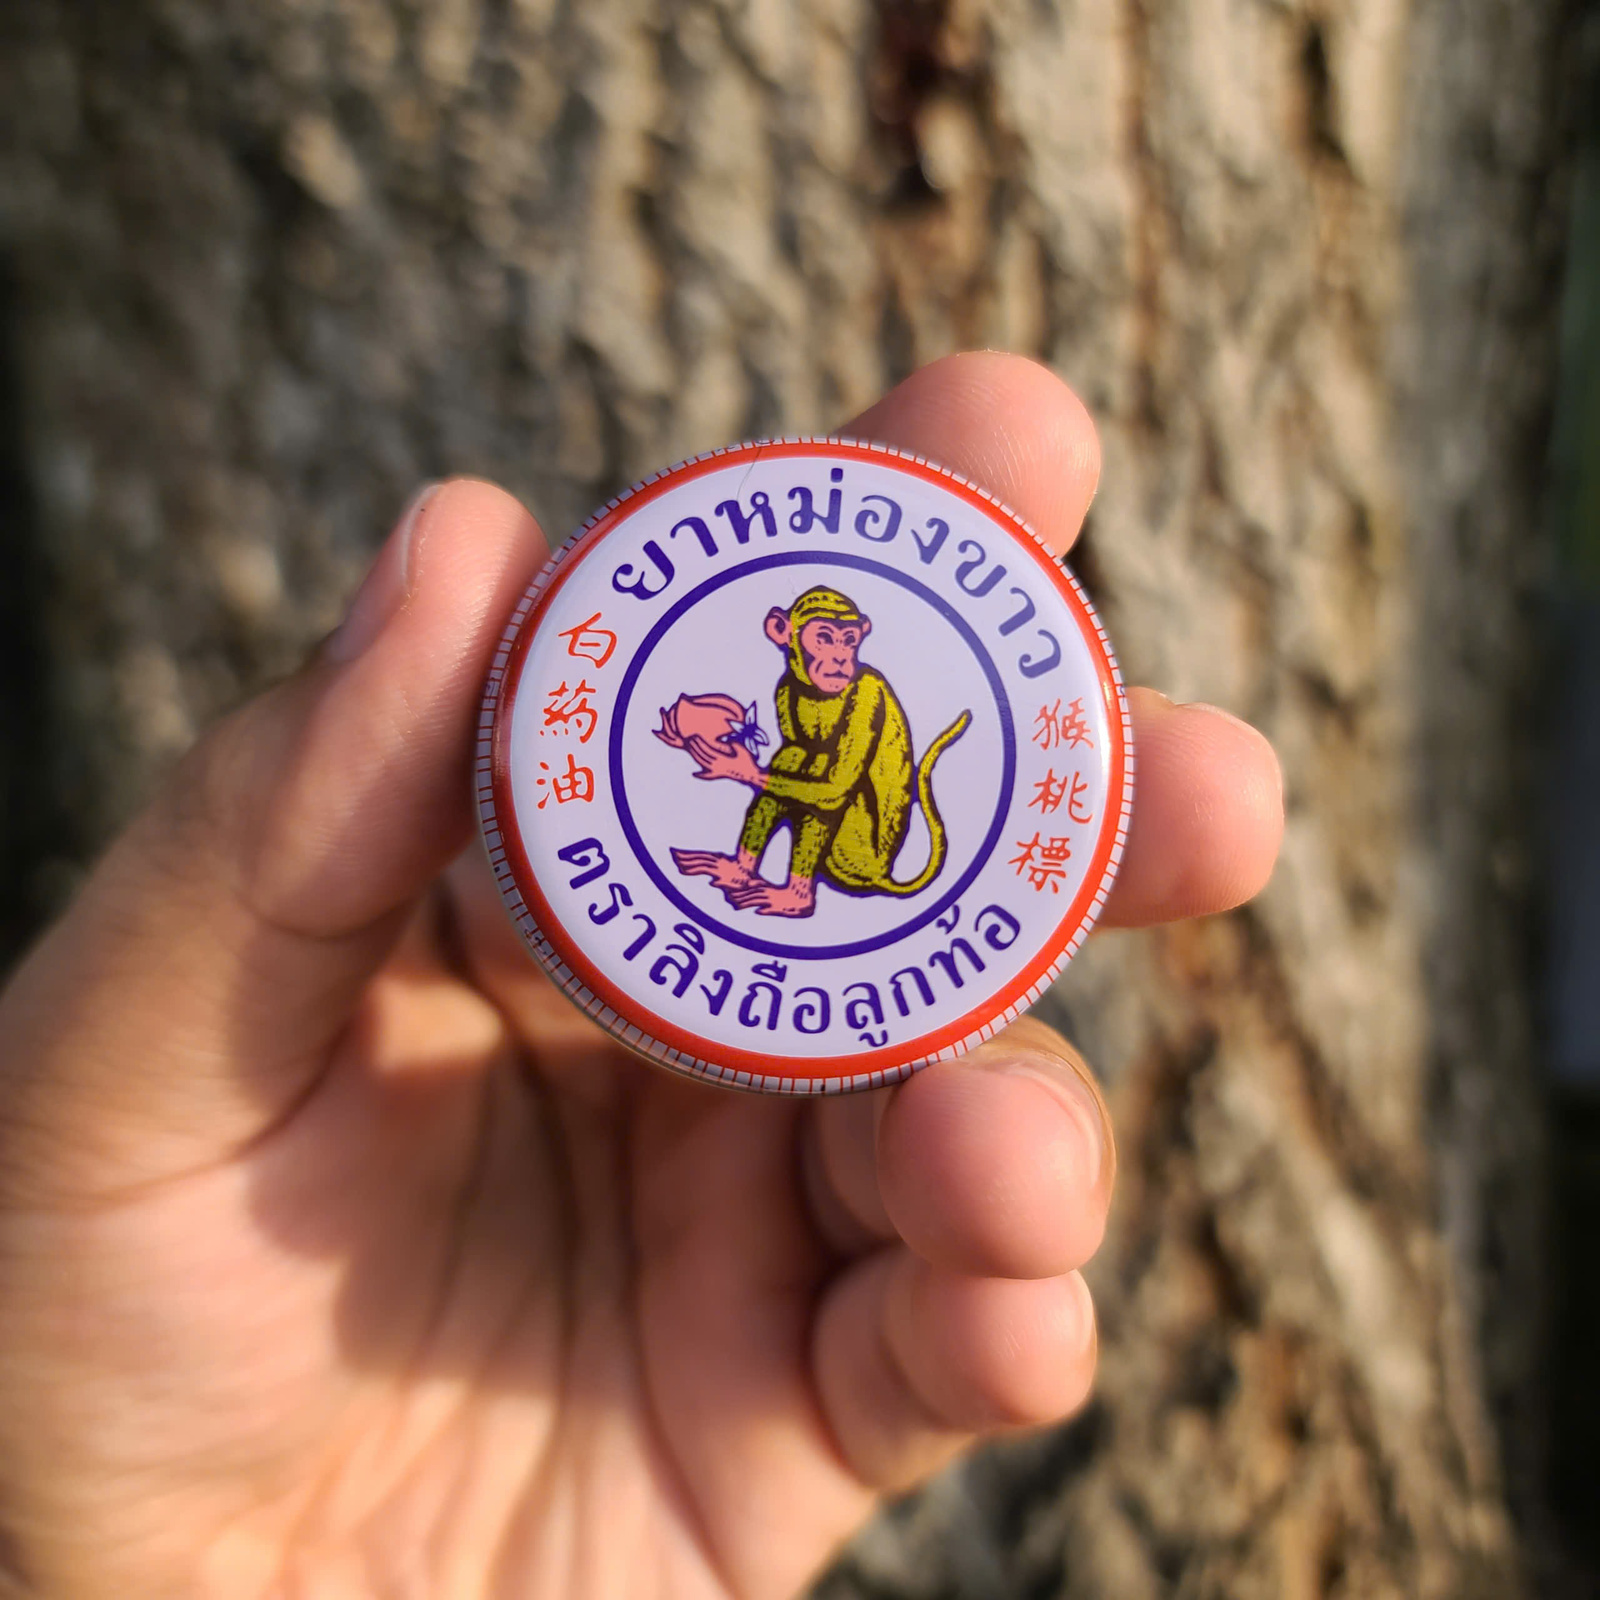 ยาหม่องขาว
白药油
猴桃標
ตราลิงถือลูกท้อ